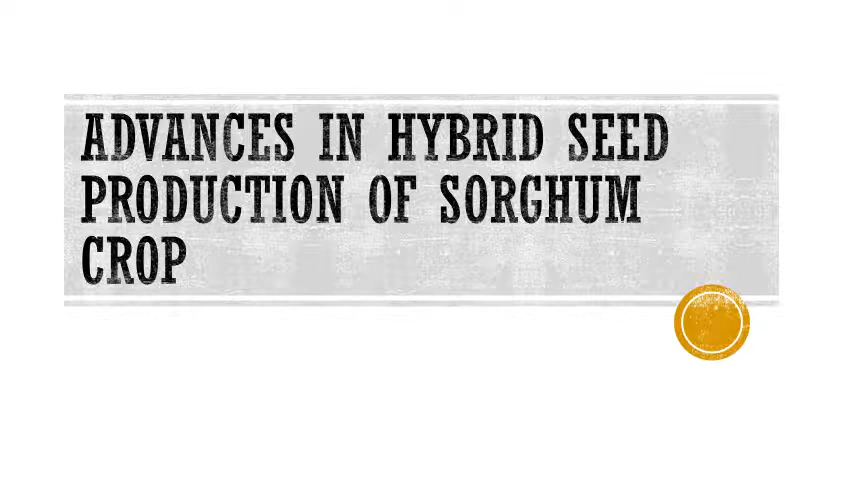 ADVANCES IN HYBRID SEED
PRODUCTION OF SORGHUM
CROP